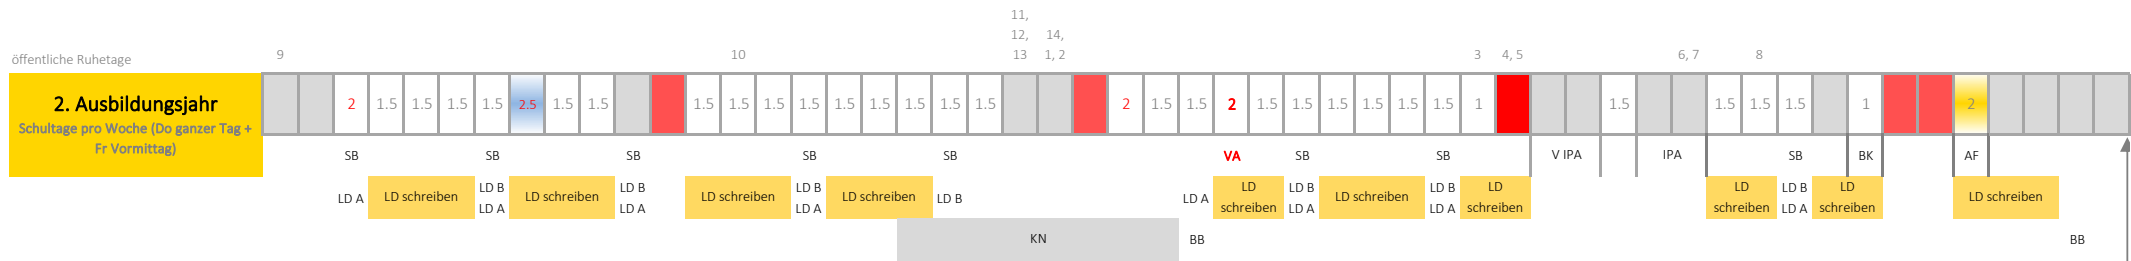 11,
12, 14,
öffentliche Ruhetage 9 10 13 1, 2 3 4, 5 6, 7 8
2. Ausbildungsjahr
Schultage pro Woche (Do ganzer Tag +
Fr Vormittag)
2 1.5 1.5 1.5 1.5 2.5 1.5 1.5 1.5 1.5 1.5 1.5 1.5 1.5 1.5 1.5 1.5 2 1.5 1.5 2 1.5 1.5 1.5 1.5 1.5 1.5 1 1.5 1.5 1.5 1.5 1 2
SB SB SB SB SB VA SB SB V IPA IPA SB BK AF
LD A LD schreiben LD B LD schreiben LD B LD schreiben LD B LD schreiben LD B LD A LD LD B LD schreiben LD B LD LD LD B LD LD schreiben
LD A LD A LD A schreiben LD A LD A schreiben schreiben LD A schreiben
KN BB BB